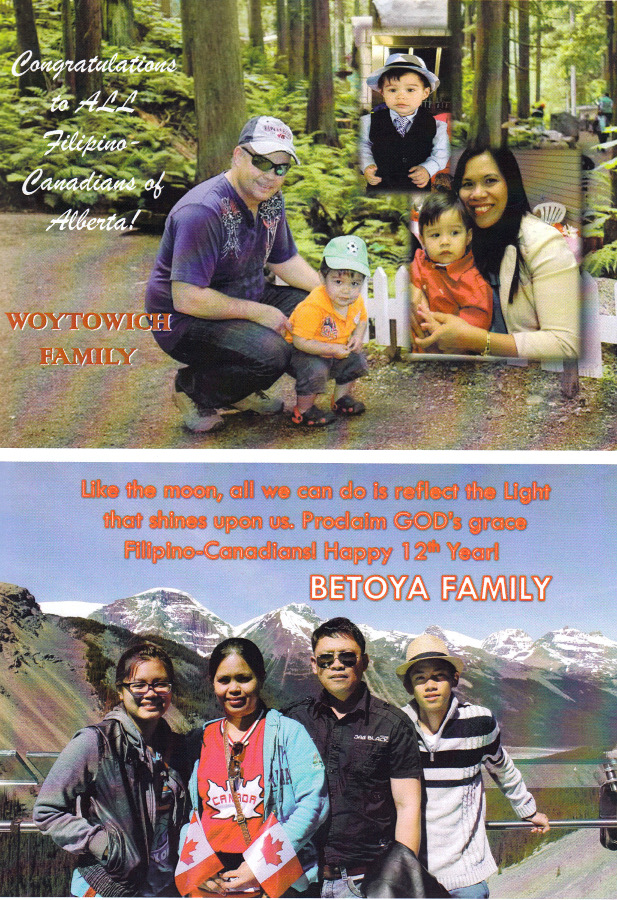 Congratulations
to ALL
Filipino-
Canadians of
Alberta!
WOYTOWICH
FAMILY
Like the moon, all we can do is reflect the Light
that shines upon us. Proclaim GOD's grace
Filipino-Canadians! Happy 12th Year!
BETOYA FAMILY
CANADA